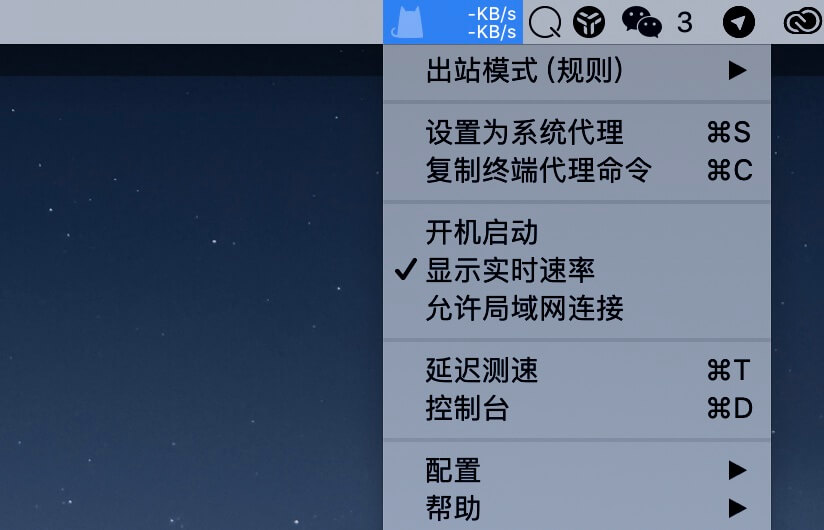 -KB/s
-KB/s
3
出站模式 (规则)
设置为系统代理 ⌘S
复制终端代理命令 ⌘C
开机启动
显示实时速率
允许局域网连接
延迟测速 ⌘T
控制台 ⌘D
配置
帮助